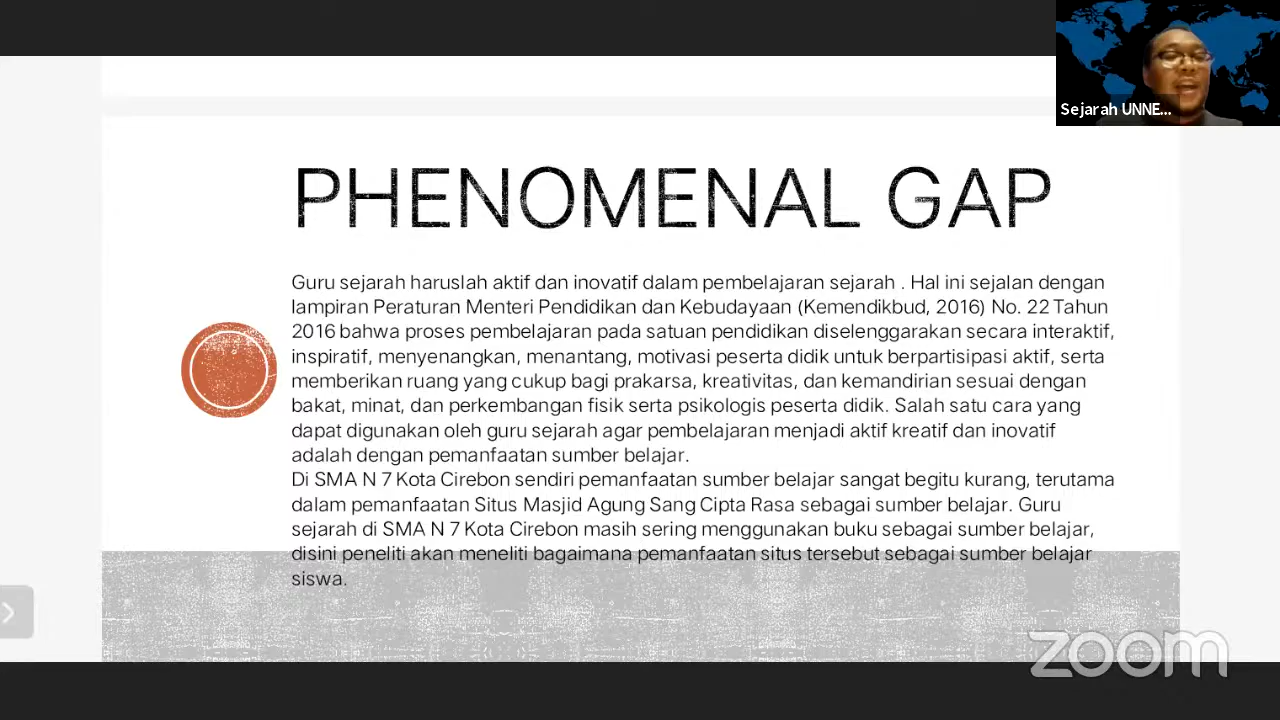 Sejarah UNNE...
PHENOMENAL GAP
Guru sejarah haruslah aktif dan inovatif dalam pembelajaran sejarah . Hal ini sejalan dengan
lampiran Peraturan Menteri Pendidikan dan Kebudayaan (Kemendikbud, 2016) No. 22 Tahun
2016 bahwa proses pembelajaran pada satuan pendidikan diselenggarakan secara interaktif,
inspiratif, menyenangkan, menantang, motivasi peserta didik untuk berpartisipasi aktif, serta
memberikan ruang yang cukup bagi prakarsa, kreativitas, dan kemandirian sesuai dengan
bakat, minat, dan perkembangan fisik serta psikologis peserta didik. Salah satu cara yang
dapat digunakan oleh guru sejarah agar pembelajaran menjadi aktif kreatif dan inovatif
adalah dengan pemanfaatan sumber belajar.
Di SMA N 7 Kota Cirebon sendiri pemanfaatan sumber belajar sangat begitu kurang, terutama
dalam pemanfaatan Situs Masjid Agung Sang Cipta Rasa sebagai sumber belajar. Guru
sejarah di SMA N 7 Kota Cirebon masih sering menggunakan buku sebagai sumber belajar,
disini peneliti akan meneliti bagaimana pemanfaatan situs tersebut sebagai sumber belajar
siswa.
zoom